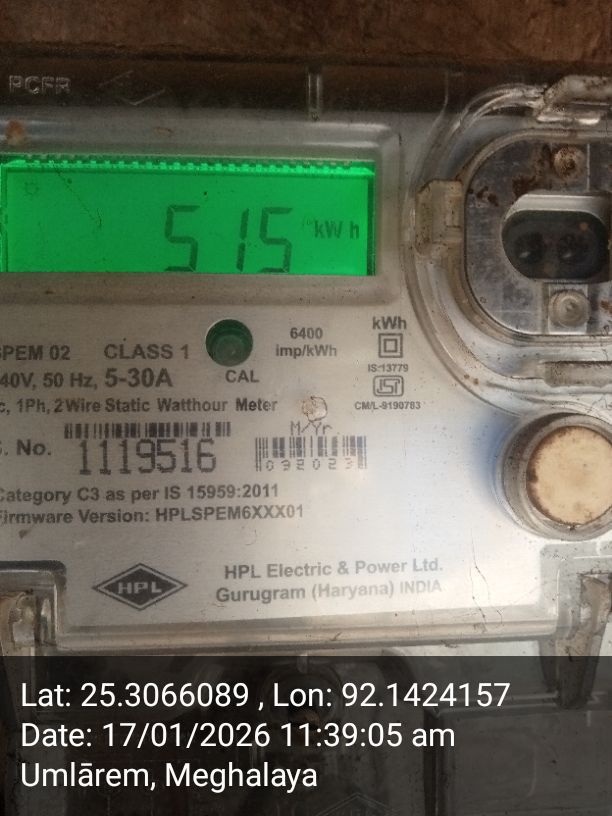 PCFR
515 kWh
SPEM 02 CLASS 1
6400
imp/kWh
kWh
40V, 50 Hz, 5-30A
CAL
IS:13779
c, 1Ph, 2Wire Static Watthour Meter
CM/L-9190783
M/Yr.
. No. 1119516
092023
Category C3 as per IS 15959:2011
Firmware Version: HPLSPEM6XXX01
HPL
HPL Electric & Power Ltd.
Gurugram (Haryana) INDIA
Lat: 25.3066089 , Lon: 92.1424157
Date: 17/01/2026 11:39:05 am
Umlārem, Meghalaya